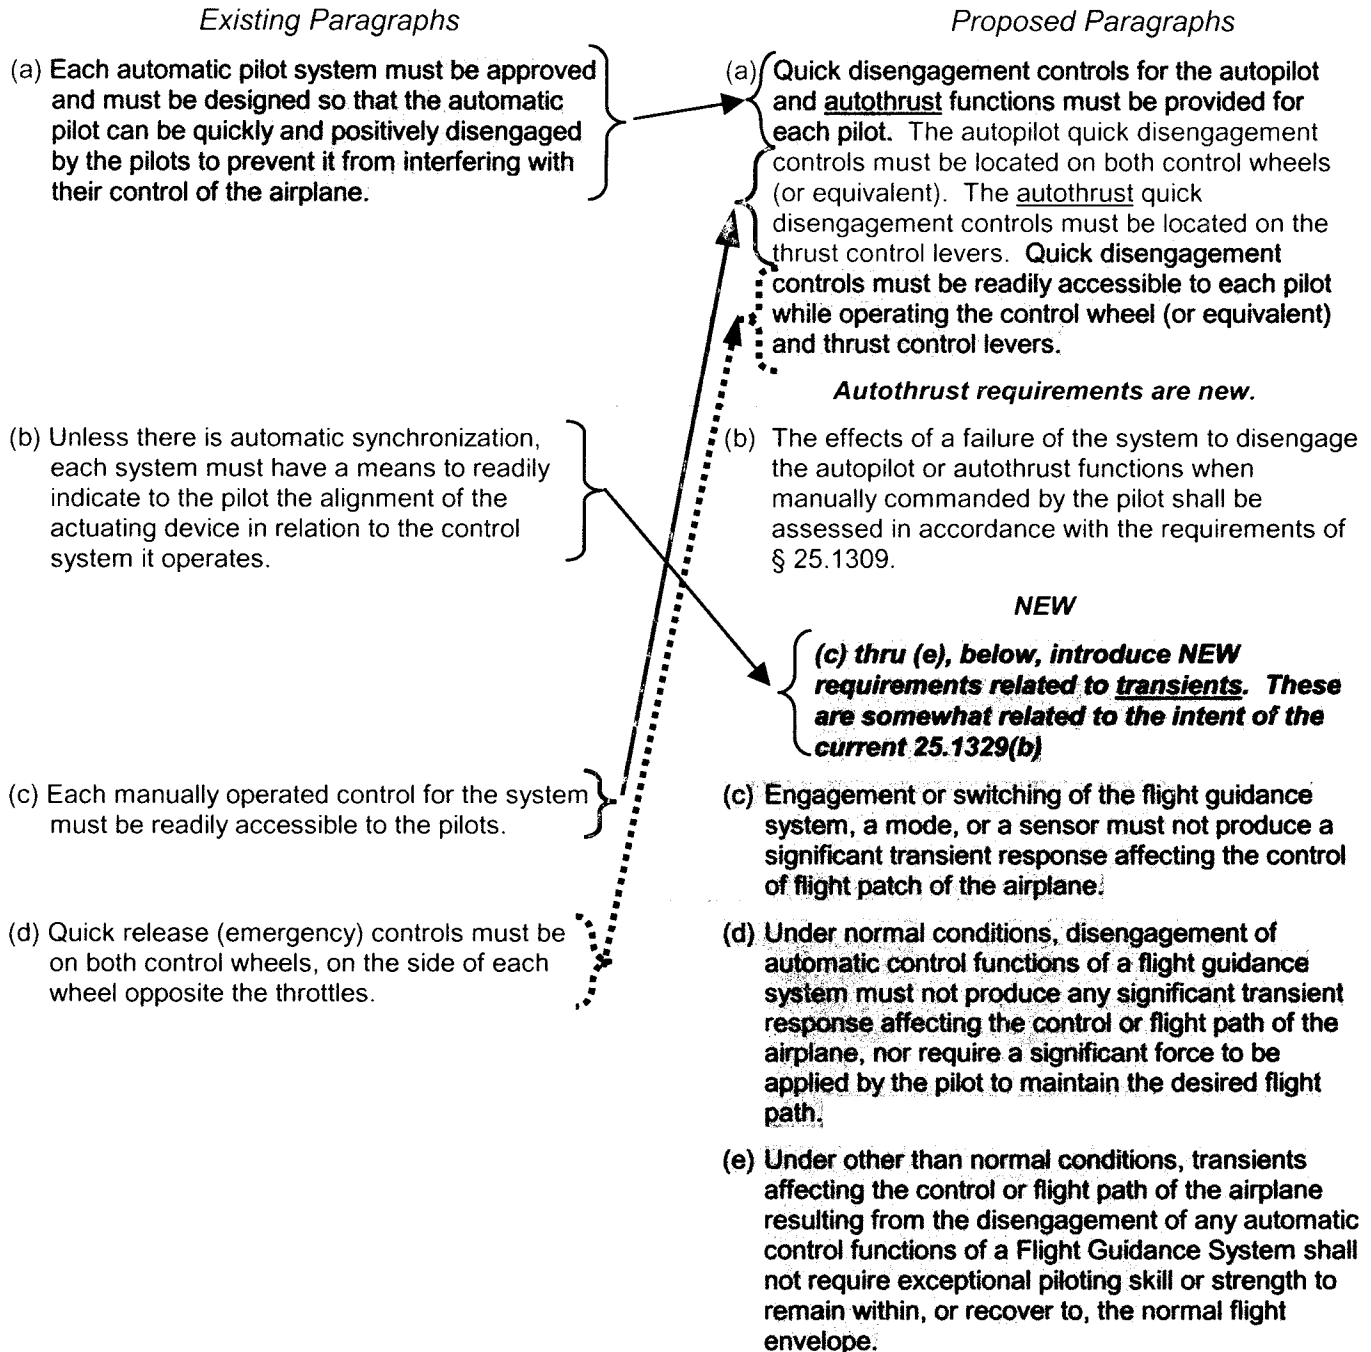 Existing Paragraphs
(a) Each automatic pilot system must be approved
and must be designed so that the automatic
pilot can be quickly and positively disengaged
by the pilots to prevent it from interfering with
their control of the airplane.
(b) Unless there is automatic synchronization,
each system must have a means to readily
indicate to the pilot the alignment of the
actuating device in relation to the control
system it operates.
(c) Each manually operated control for the system
must be readily accessible to the pilots.
(d) Quick release (emergency) controls must be
on both control wheels, on the side of each
wheel opposite the throttles.
Proposed Paragraphs
(a) Quick disengagement controls for the autopilot
and autothrust functions must be provided for
each pilot. The autopilot quick disengagement
controls must be located on both control wheels
(or equivalent). The autothrust quick
disengagement controls must be located on the
thrust control levers. Quick disengagement
controls must be readily accessible to each pilot
while operating the control wheel (or equivalent)
and thrust control levers.
Autothrust requirements are new.
(b) The effects of a failure of the system to disengage
the autopilot or autothrust functions when
manually commanded by the pilot shall be
assessed in accordance with the requirements of
§ 25.1309.
NEW
(c) thru (e), below, introduce NEW
requirements related to transients. These
are somewhat related to the intent of the
current 25.1329(b)
(c) Engagement or switching of the flight guidance
system, a mode, or a sensor must not produce a
significant transient response affecting the control
of flight patch of the airplane.
(d) Under normal conditions, disengagement of
automatic control functions of a flight guidance
system must not produce any significant transient
response affecting the control or flight path of the
airplane, nor require a significant force to be
applied by the pilot to maintain the desired flight
path.
(e) Under other than normal conditions, transients
affecting the control or flight path of the airplane
resulting from the disengagement of any automatic
control functions of a Flight Guidance System shall
not require exceptional piloting skill or strength to
remain within, or recover to, the normal flight
envelope.